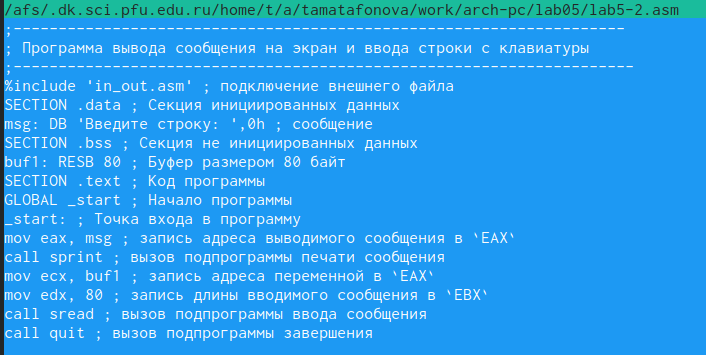 /afs/.dk.sci.pfu.edu.ru/home/t/a/tamatafonova/work/arch-pc/lab05/lab5-2.asm
;--------------------------------------------------------------------
; Программа вывода сообщения на экран и ввода строки с клавиатуры
;---------------------------------------------------------------------
%include 'in_out.asm' ; подключение внешнего файла
SECTION .data ; Секция инициированных данных
msg: DB 'Введите строку: ',0h ; сообщение
SECTION .bss ; Секция не инициированных данных
buf1: RESB 80 ; Буфер размером 80 байт
SECTION .text ; Код программы
GLOBAL _start ; Начало программы
_start: ; Точка входа в программу
mov eax, msg ; запись адреса выводимого сообщения в `EAX`
call sprint ; вызов подпрограммы печати сообщения
mov ecx, buf1 ; запись адреса переменной в `EAX`
mov edx, 80 ; запись длины вводимого сообщения в `EBX`
call sread ; вызов подпрограммы ввода сообщения
call quit ; вызов подпрограммы завершения